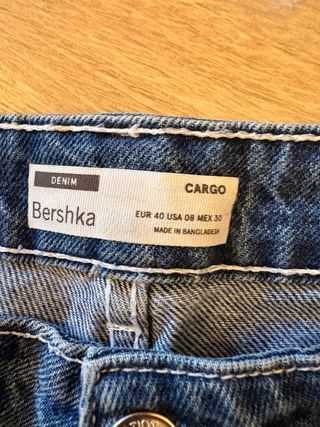 DENIM
CARGO
Bershka
EUR 40 USA 08 MEX 30
MADE IN BANGLADESH